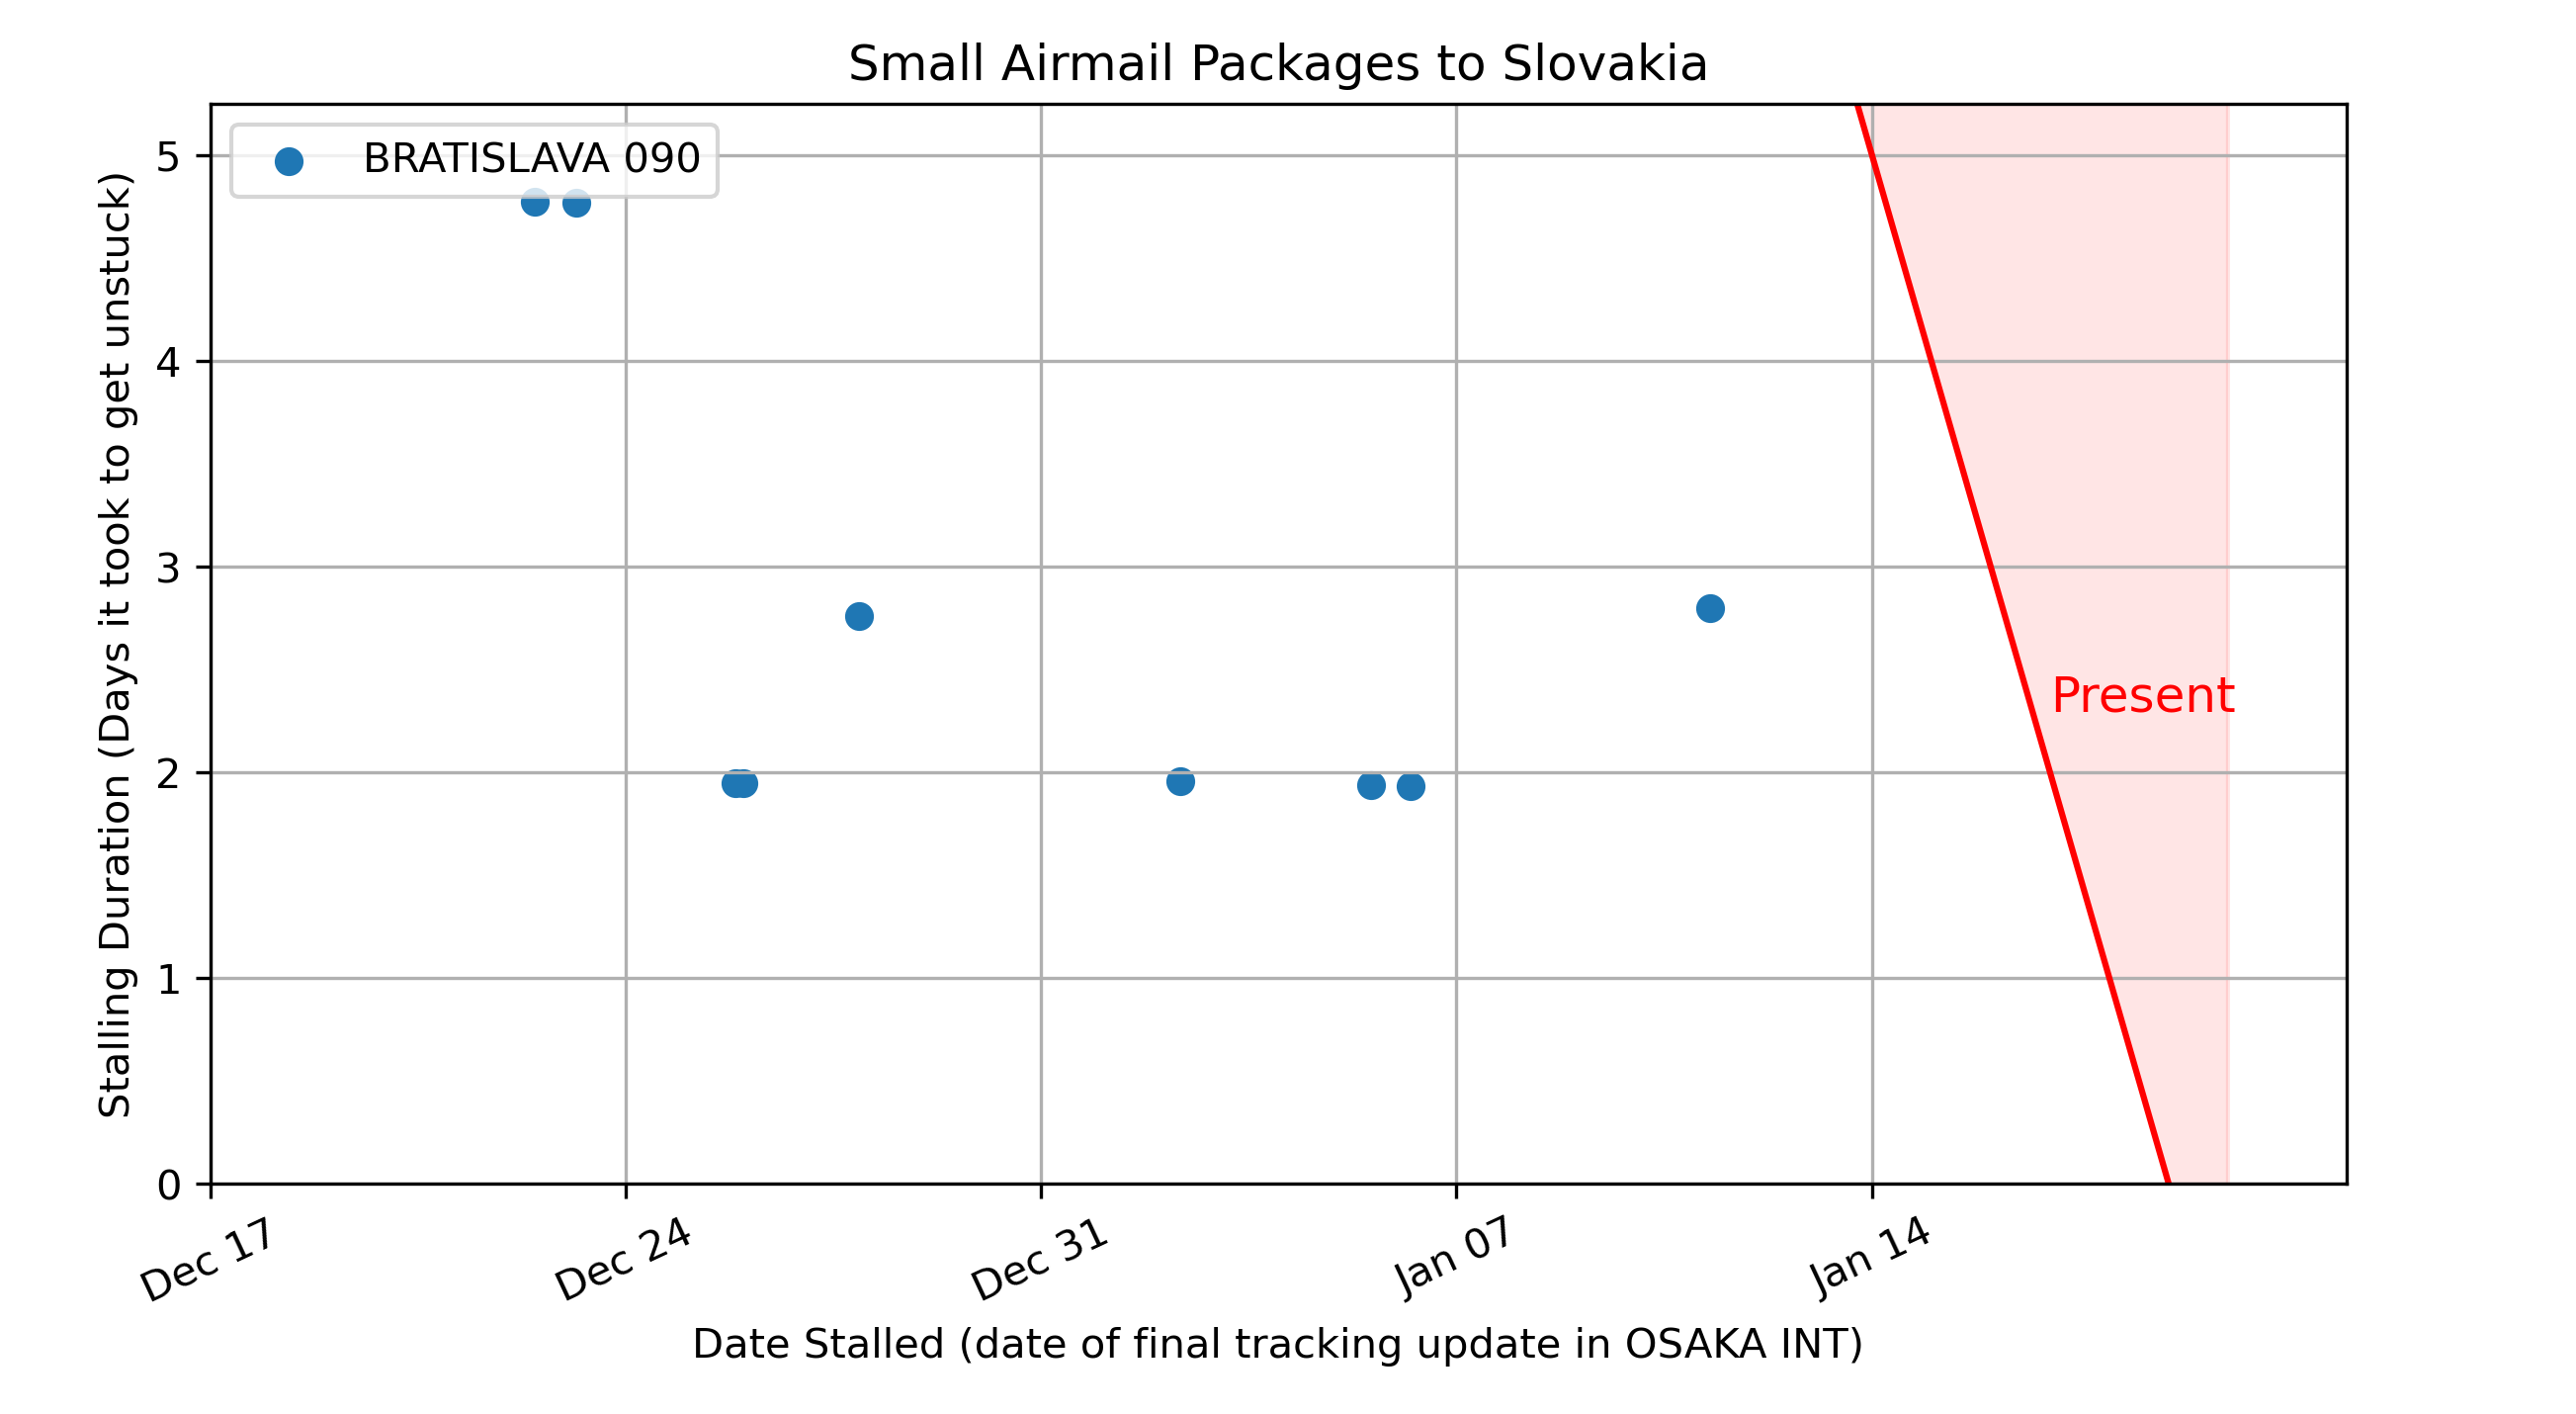 Small Airmail Packages to Slovakia
BRATISLAVA 090
Stalling Duration (Days it took to get unstuck)
5
4
3
2
1
0
Present
Dec 17
Dec 24
Dec 31
Jan 07
Jan 14
Date Stalled (date of final tracking update in OSAKA INT)